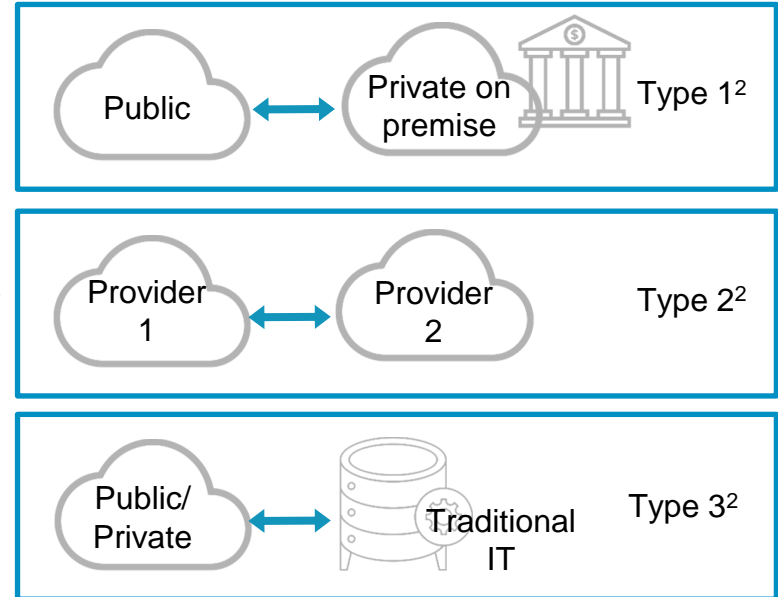 Public
Private on
premise
$
Type 1²
Provider
1
Provider
2
Type 2²
Public/
Private
Traditional
IT
Type 3²